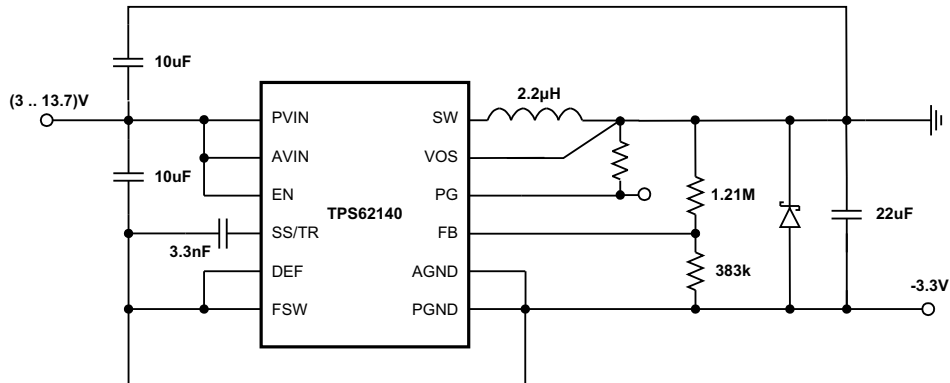 10uF
(3 .. 13.7)V
2.2µH
PVIN
SW
AVIN
VOS
10uF
EN
PG
1.21M
TPS62140
22uF
SS/TR
FB
3.3nF
DEF
AGND
383k
-3.3V
FSW
PGND